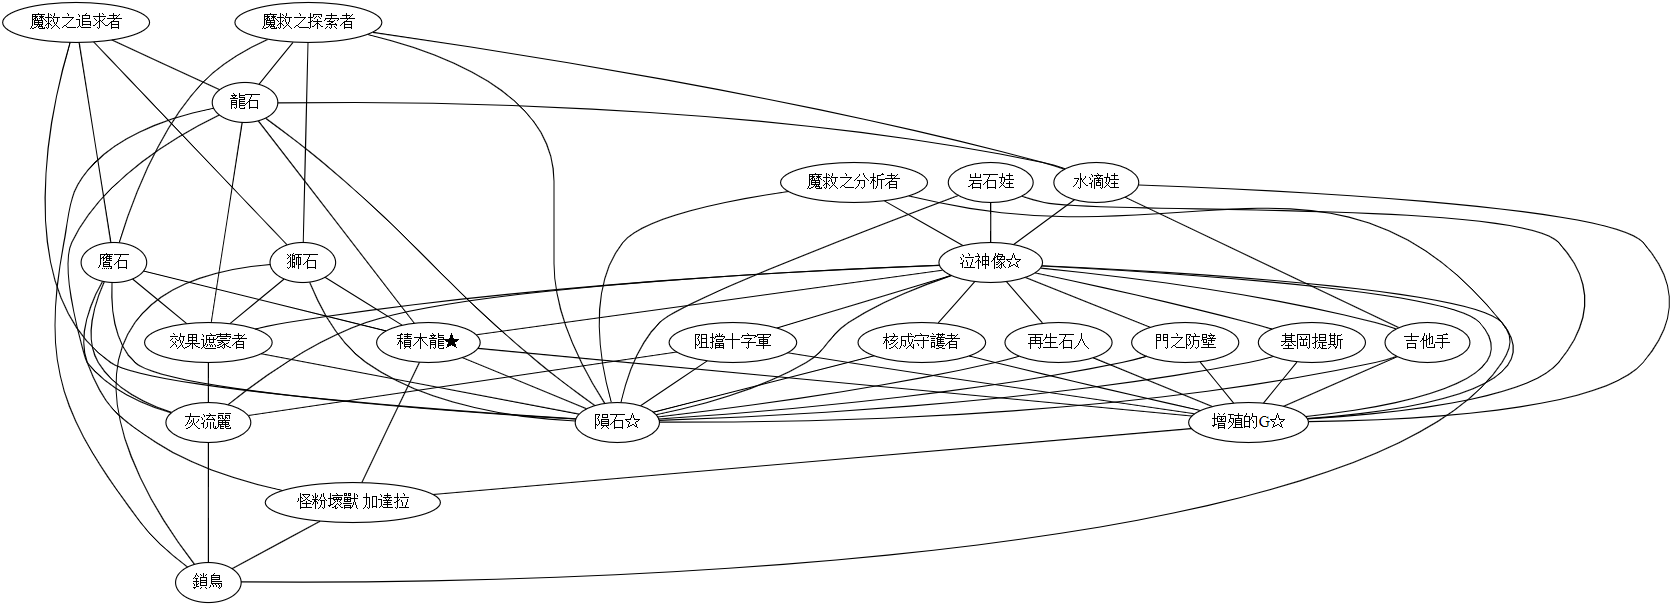 魔救之追求者
魔救之探索者
龍石
魔救之分析者
岩石娃
水滴娃
鷹石
獅石
泣神像☆
效果遮蒙者
積木龍★
阻擋十字軍
核成守護者
再生石人
門之防壁
基岡提斯
吉他手
灰流麗
隕石☆
增殖的G☆
怪粉壞獸 加達拉
鎖鳥